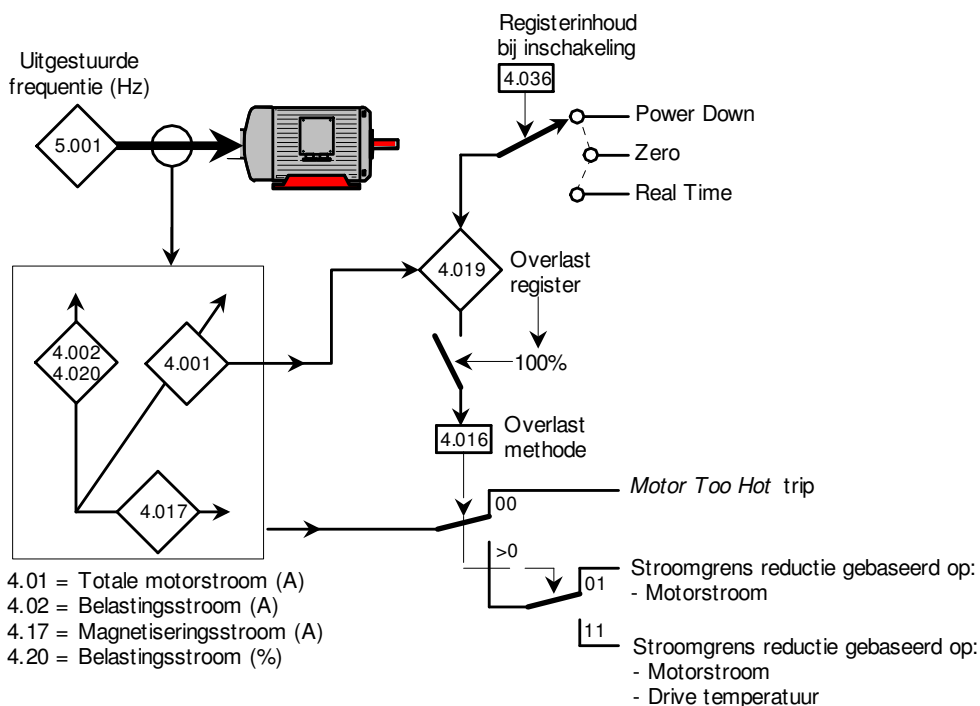 Registerinhoud
bij inschakeling
4.036
Uitgestuurde
frequentie (Hz)
5.001
Power Down
Zero
Real Time
4.019
Overlast
register
4.002
4.020
4.001
100%
4.016
Overlast
methode
4.017
Motor Too Hot trip
00
>0
01
Stroomgrens reductie gebaseerd op:
- Motorstroom
11
Stroomgrens reductie gebaseerd op:
- Motorstroom
- Drive temperatuur
4.01 = Totale motorstroom (A)
4.02 = Belastingsstroom (A)
4.17 = Magnetiseringsstroom (A)
4.20 = Belastingsstroom (%)